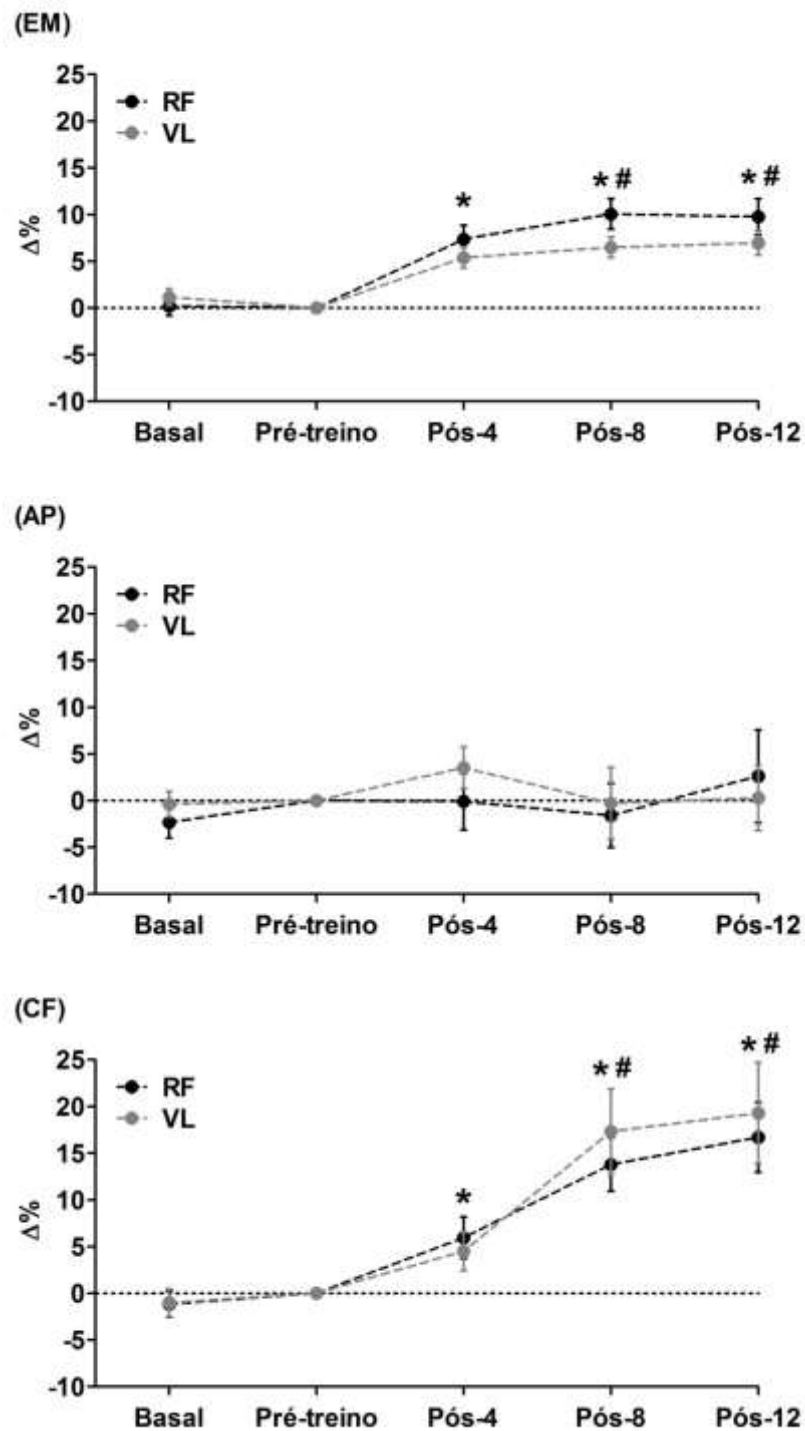 (EM)
25
20
15
10
5
0
-5
-10
Δ%
RF
VL
*
*#
*#
Basal Pré-treino Pós-4 Pós-8 Pós-12
(AP)
25
20
15
10
5
0
-5
-10
Δ%
RF
VL
Basal Pré-treino Pós-4 Pós-8 Pós-12
(CF)
25
20
15
10
5
0
-5
-10
Δ%
RF
VL
*
*#
*#
Basal Pré-treino Pós-4 Pós-8 Pós-12